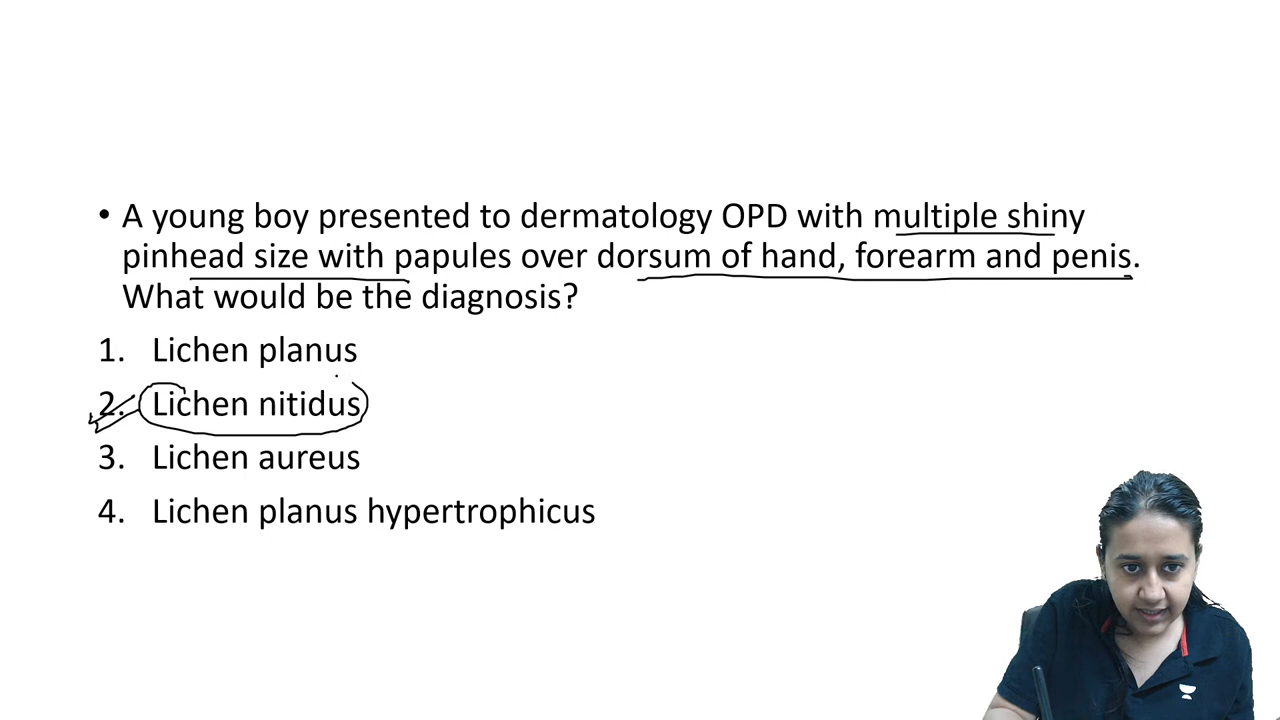 • A young boy presented to dermatology OPD with multiple shiny
pinhead size with papules over dorsum of hand, forearm and penis.
What would be the diagnosis?
1. Lichen planus
2. Lichen nitidus
3. Lichen aureus
4. Lichen planus hypertrophicus